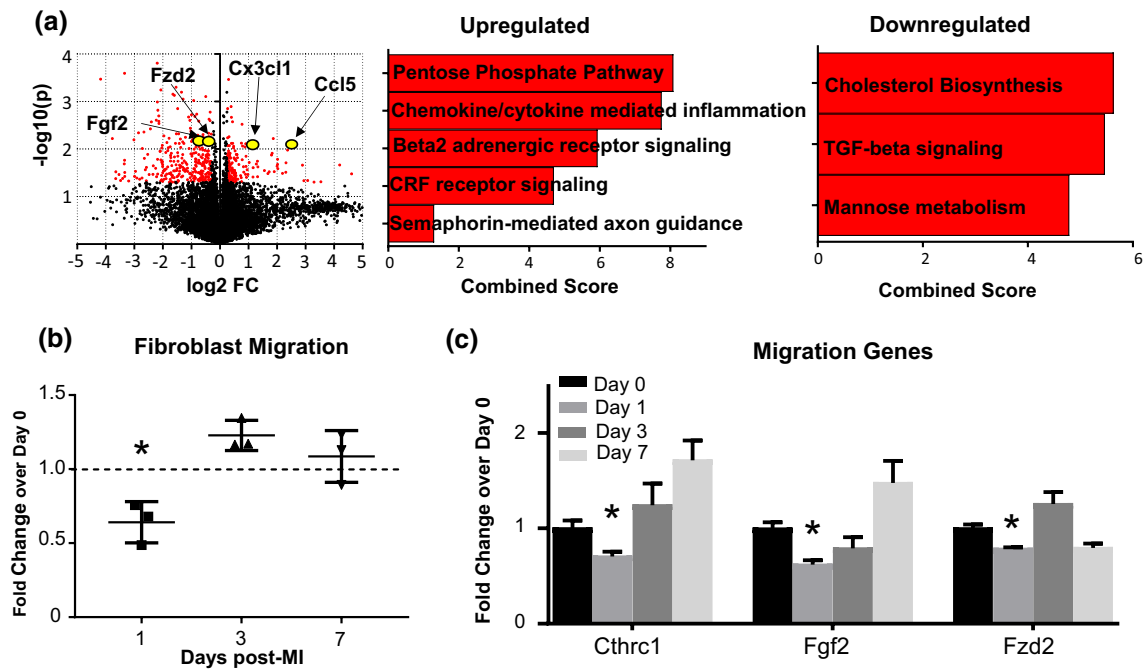 (a)
Upregulated
Downregulated
4
3
2
1
-log10(p)
Fzd2
Cx3cl1
Ccl5
Fgf2
-5 -4 -3 -2 -1 0 1 2 3 4 5
log2 FC
Pentose Phosphate Pathway
Chemokine/cytokine mediated inflammation
Beta2 adrenergic receptor signaling
CRF receptor signaling
Semaphorin-mediated axon guidance
0 2 4 6 8
Combined Score
Cholesterol Biosynthesis
TGF-beta signaling
Mannose metabolism
0 2 4 6
Combined Score
(b)
Fibroblast Migration
Fold Change over Day 0
1.5
1.0
0.5
0
*
1 3 7
Days post-MI
(c)
Migration Genes
Fold Change over Day 0
2
1
0
Day 0
Day 1
Day 3
Day 7
* * *
Cthrc1 Fgf2 Fzd2